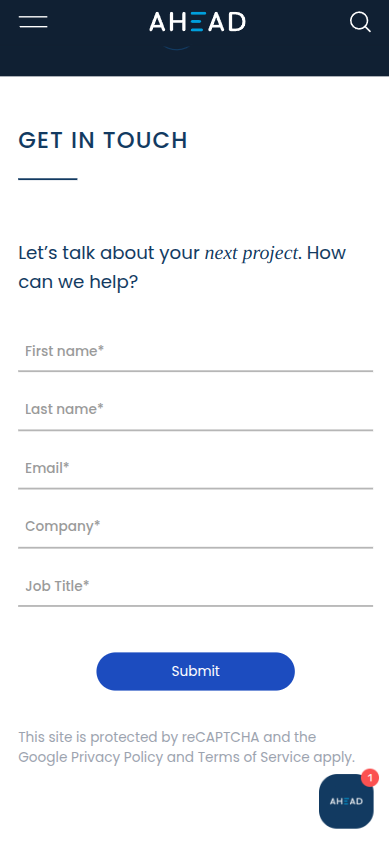 AHEAD
GET IN TOUCH
Let’s talk about your next project. How
can we help?
First name*
Last name*
Email*
Company*
Job Title*
Submit
This site is protected by reCAPTCHA and the
Google Privacy Policy and Terms of Service apply.
1
AHEAD